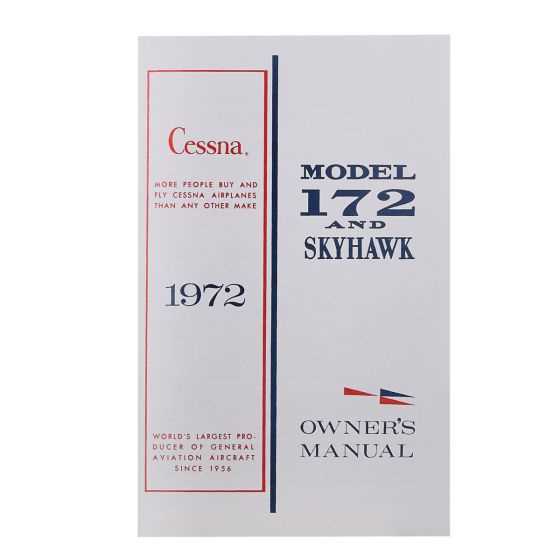 Cessna®
MORE PEOPLE BUY AND
FLY CESSNA AIRPLANES
THAN ANY OTHER MAKE
1972
WORLD'S LARGEST PRO-
DUCER OF GENERAL
AVIATION AIRCRAFT
SINCE 1956
MODEL
172
AND
SKYHAWK
OWNER'S
MANUAL